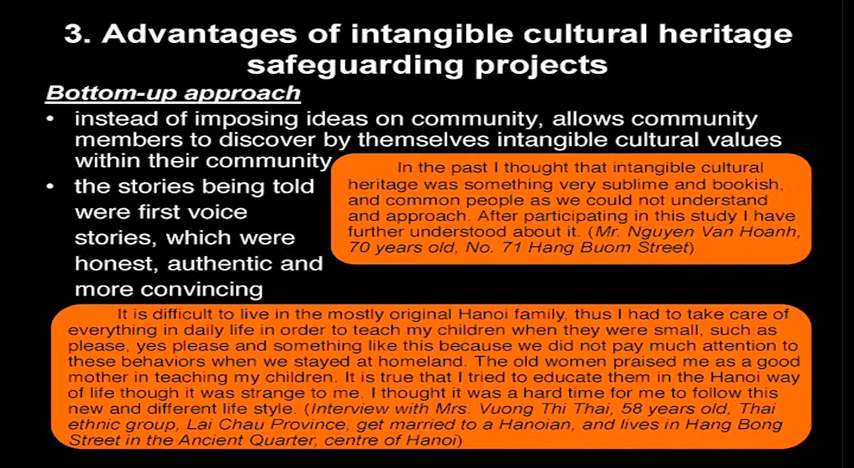 3. Advantages of intangible cultural heritage
safeguarding projects
Bottom-up approach
• instead of imposing ideas on community, allows community
members to discover by themselves intangible cultural values
within their community
• the stories being told
were first voice
stories, which were
honest, authentic and
more convincing
In the past I thought that intangible cultural
heritage was something very sublime and bookish,
and common people as we could not understand
and approach. After participating in this study I have
further understood about it. (Mr. Nguyen Van Hoanh,
70 years old, No. 71 Hang Buom Street)
It is difficult to live in the mostly original Hanoi family, thus I had to take care of
everything in daily life in order to teach my children when they were small, such as
please, yes please and something like this because we did not pay much attention to
these behaviors when we stayed at homeland. The old women praised me as a good
mother in teaching my children. It is true that I tried to educate them in the Hanoi way
of life though it was strange to me. I thought it was a hard time for me to follow this
new and different life style. (Interview with Mrs. Vuong Thi Thai, 58 years old, Thai
ethnic group, Lai Chau Province, get married to a Hanoian, and lives in Hang Bong
Street in the Ancient Quarter, centre of Hanoi)